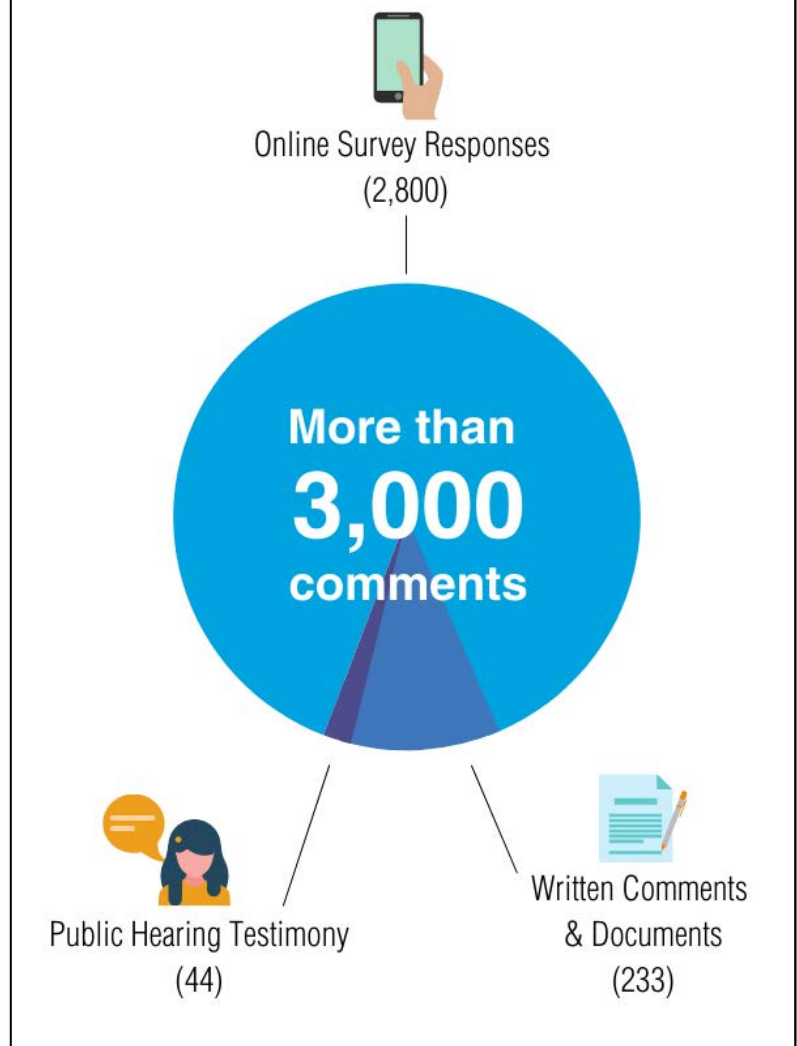 Online Survey Responses
(2,800)
More than
3,000
comments
Public Hearing Testimony
(44)
Written Comments
& Documents
(233)